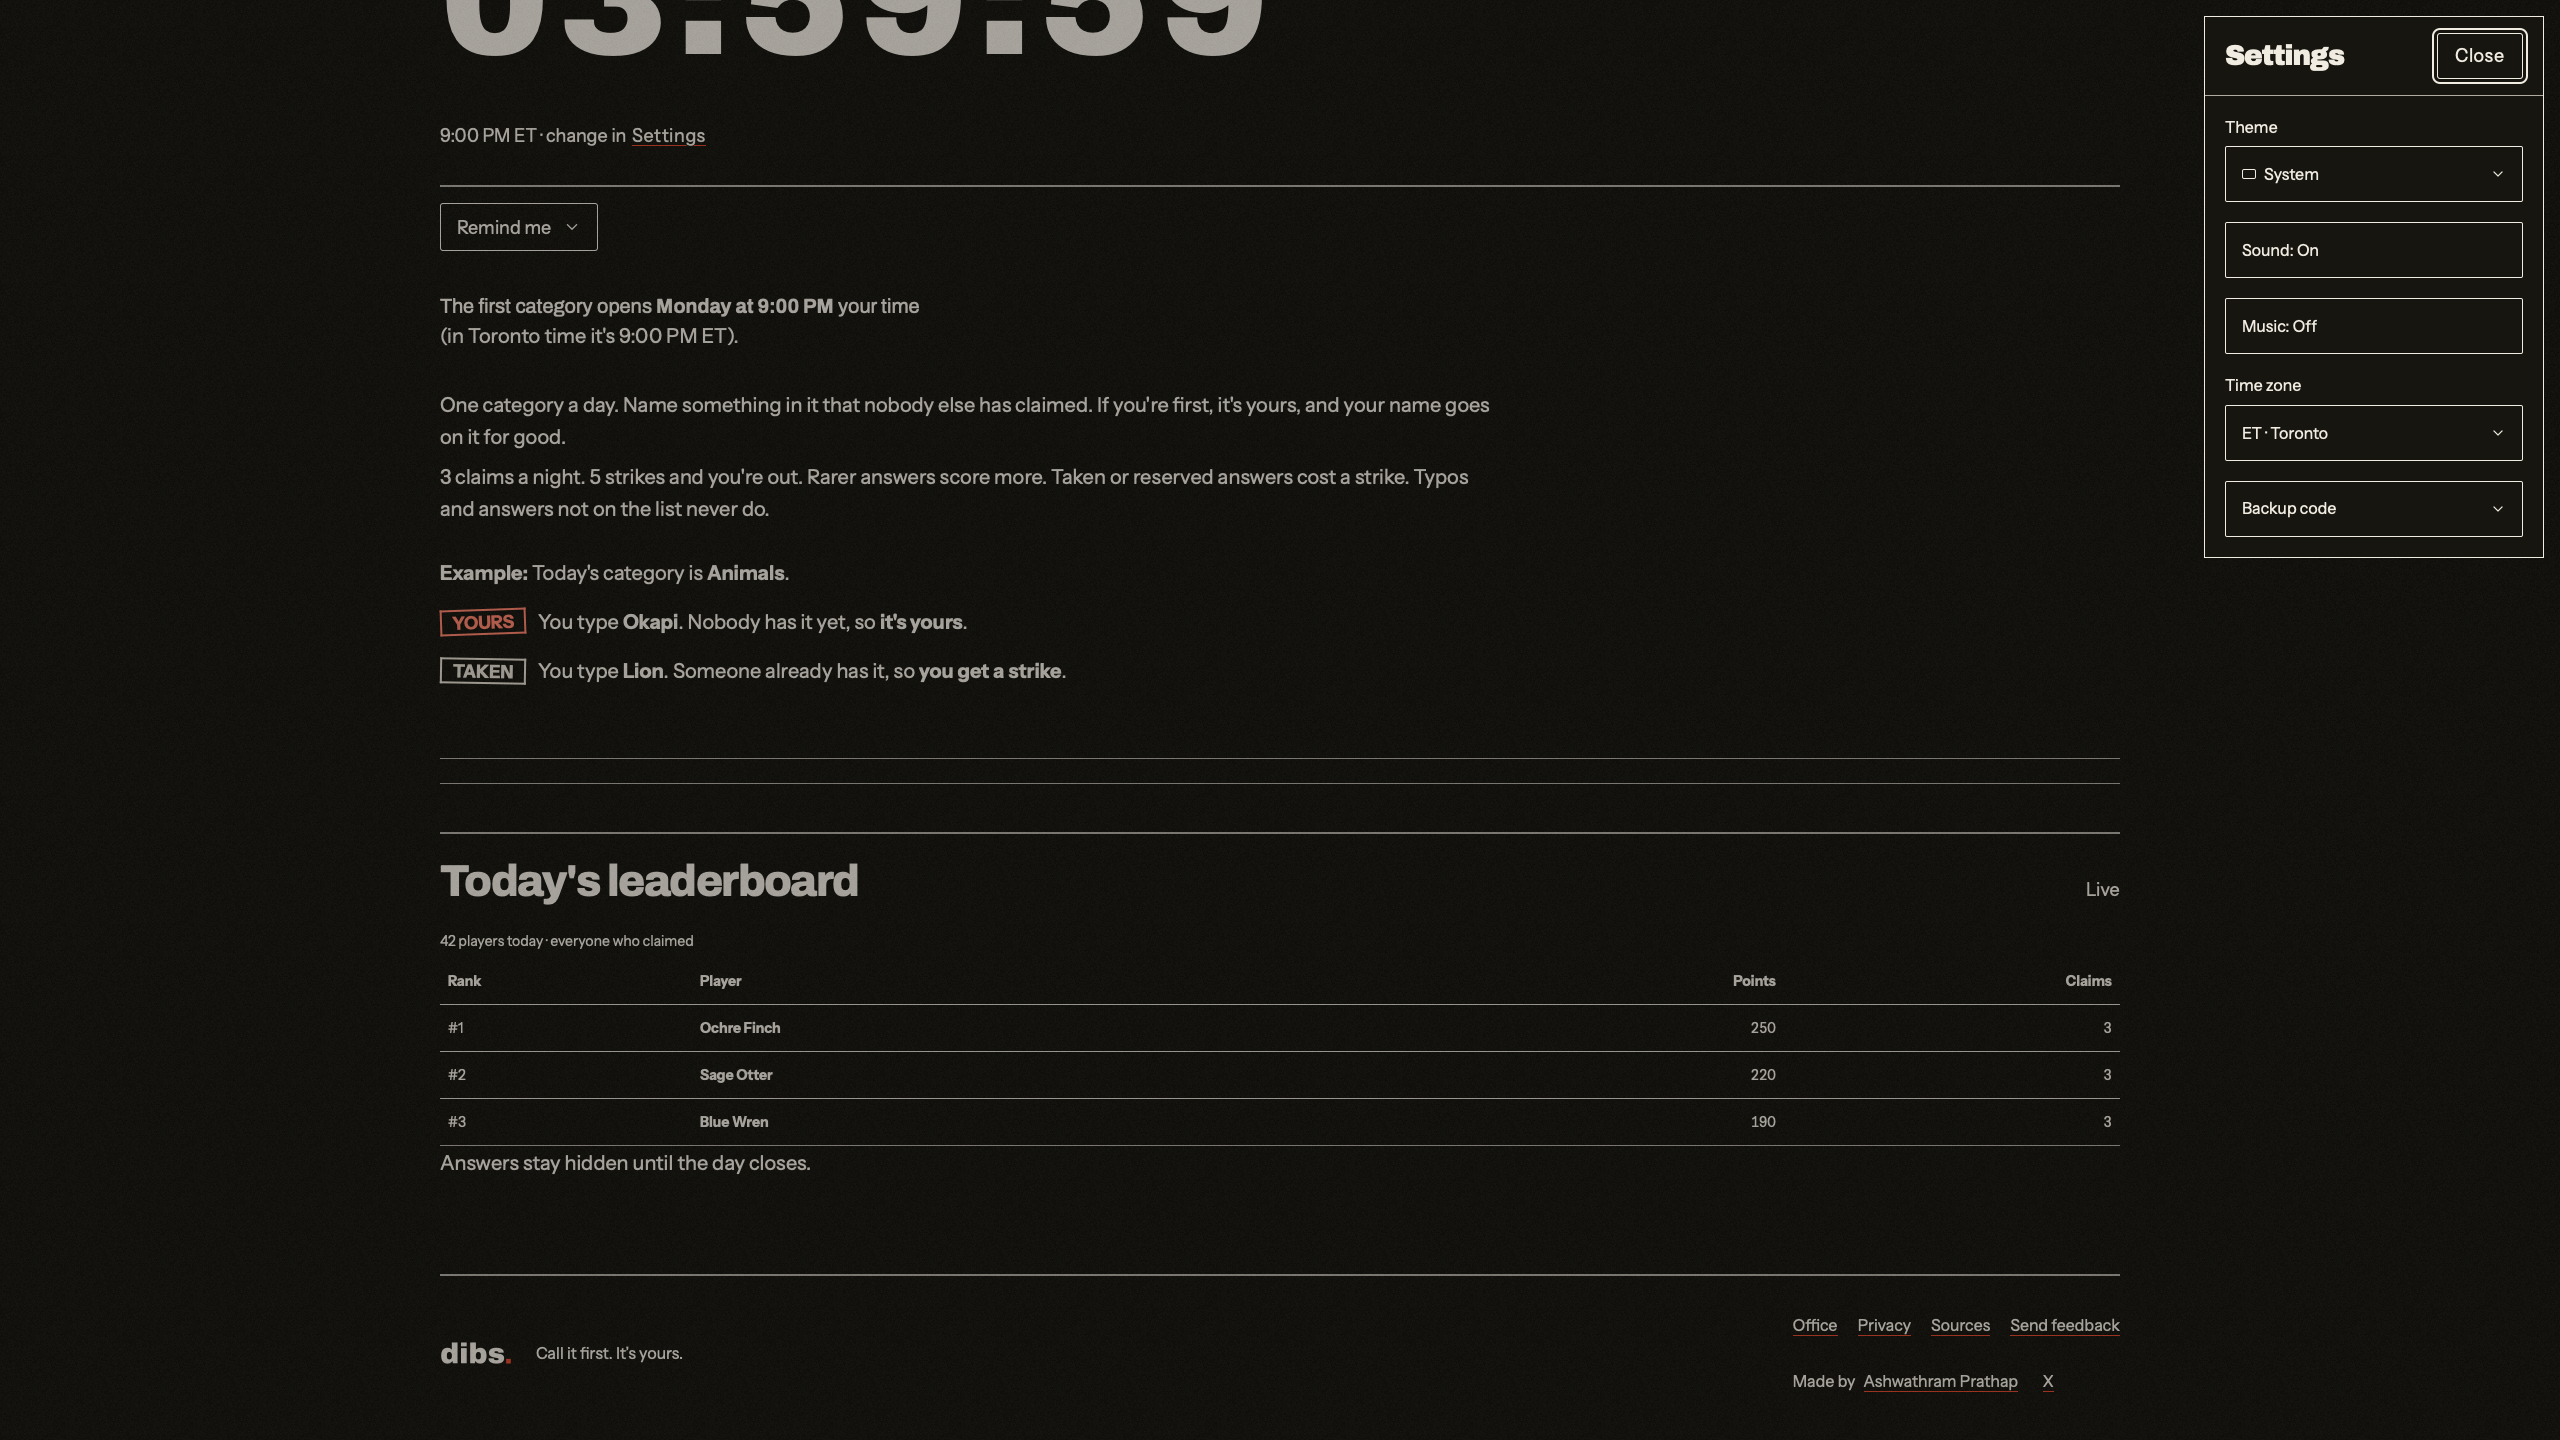 03:59:59
9:00 PM ET · change in Settings
Remind me
The first category opens Monday at 9:00 PM your time
(in Toronto time it's 9:00 PM ET).
One category a day. Name something in it that nobody else has claimed. If you're first, it's yours, and your name goes
on it for good.
3 claims a night. 5 strikes and you're out. Rarer answers score more. Taken or reserved answers cost a strike. Typos
and answers not on the list never do.
Example: Today's category is Animals.
YOURS You type Okapi. Nobody has it yet, so it's yours.
TAKEN You type Lion. Someone already has it, so you get a strike.
Today's leaderboard
Live
42 players today · everyone who claimed
Rank Player Points Claims
#1 Ochre Finch 250 3
#2 Sage Otter 220 3
#3 Blue Wren 190 3
Answers stay hidden until the day closes.
dibs. Call it first. It's yours.
Office Privacy Sources Send feedback
Made by Ashwathram Prathap X
Settings
Close
Theme
System
Sound: On
Music: Off
Time zone
ET · Toronto
Backup code